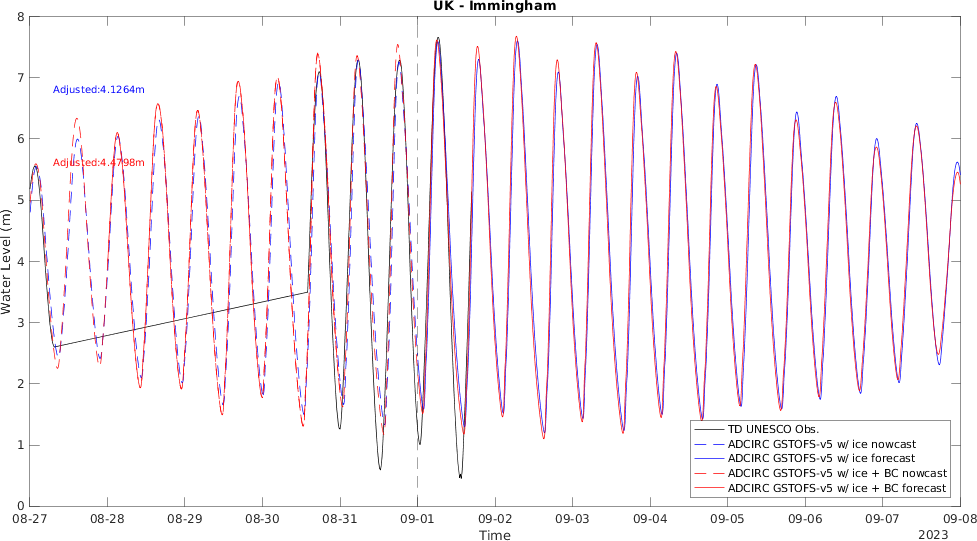 UK - Immingham
8
7
6
5
4
3
2
1
0
Water Level (m)
Adjusted:4.1264m
Adjusted:4.4798m
TD UNESCO Obs.
ADCIRC GSTOFS-v5 w/ ice nowcast
ADCIRC GSTOFS-v5 w/ ice forecast
ADCIRC GSTOFS-v5 w/ ice + BC nowcast
ADCIRC GSTOFS-v5 w/ ice + BC forecast
08-27 08-28 08-29 08-30 08-31 09-01 09-02 09-03 09-04 09-05 09-06 09-07 09-08
Time
2023